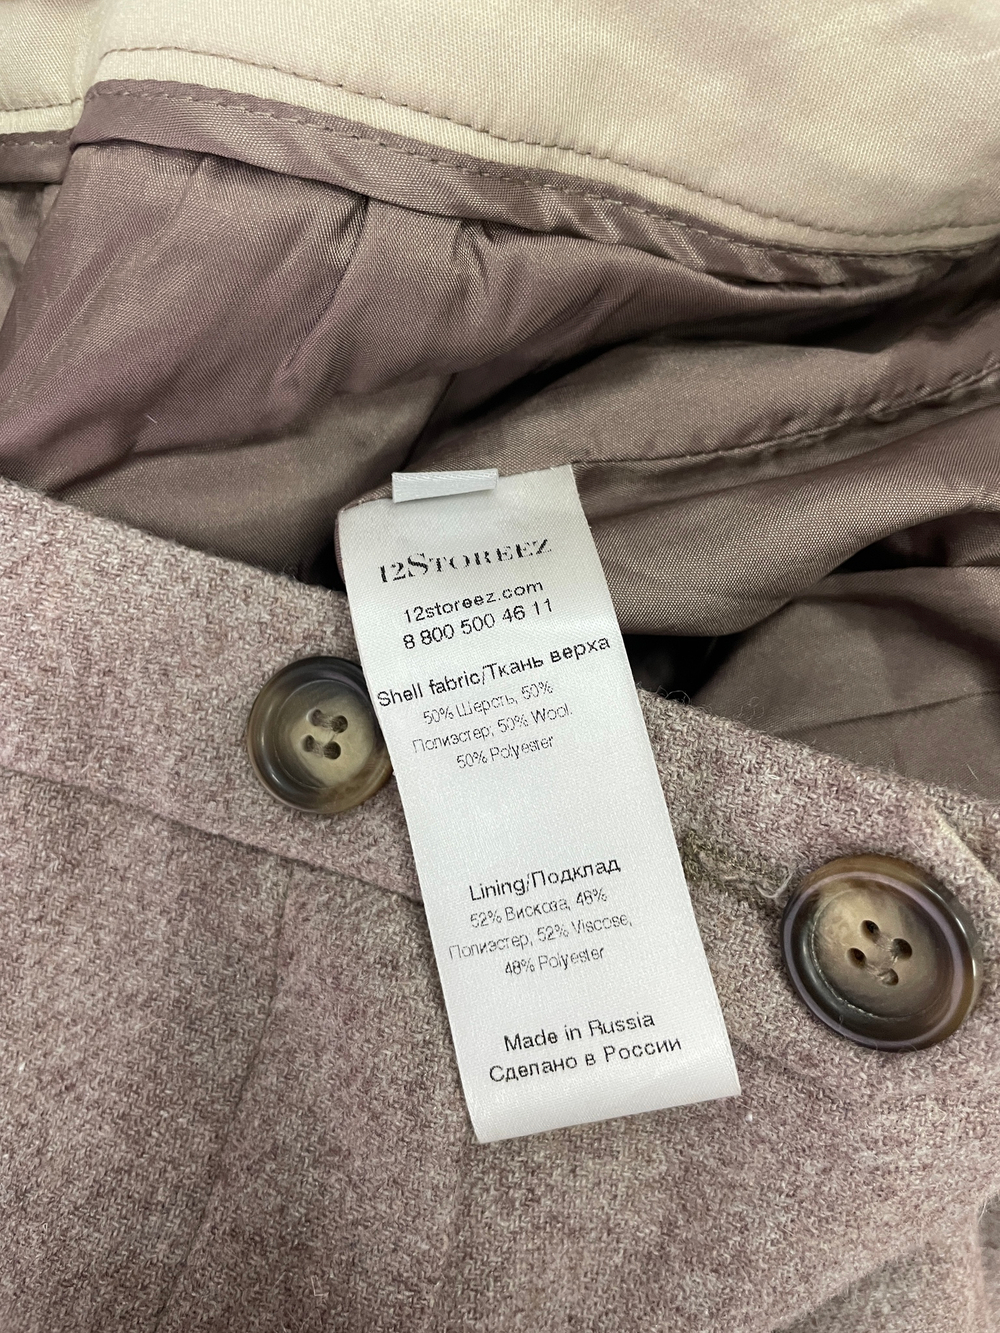 12STOREEZ
12storeez.com
8 800 500 46 11
Shell fabric/Ткань верха
50% Шерсть, 50%
Полиэстер, 50% Wool.
50% Polyester
Lining/Подклад
52% Вискоза, 48%
Полиэстер, 52% Viscose,
48% Polyester
Made in Russia
Сделано в России